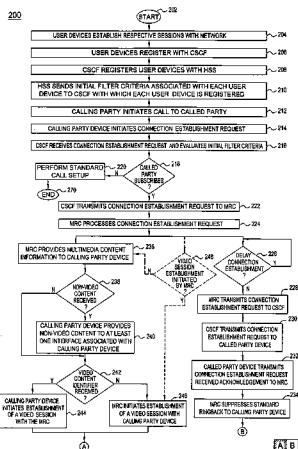 200
START
202
USER DEVICES ESTABLISH RESPECTIVE SESSIONS WITH NETWORK
204
USER DEVICES REGISTER WITH CSCF
206
CSCF REGISTERS USER DEVICES WITH HSS
208
HSS SENDS INITIAL FILTER CRITERIA ASSOCIATED WITH EACH USER
DEVICE TO CSCF WITH WHICH EACH USER DEVICE IS REGISTERED
210
CALLING PARTY INITIATES CALL TO CALLED PARTY
212
CALLING PARTY DEVICE INITIATES CONNECTION ESTABLISHMENT REQUEST
214
CSCF RECEIVES CONNECTION ESTABLISHMENT REQUEST AND EVALUATES INITIAL FILTER CRITERIA
216
PERFORM STANDARD
CALL SETUP
220
N
CALLED
PARTY
SUBSCRIBES
?
218
END
270
Y
CSCF TRANSMITS CONNECTION ESTABLISHMENT REQUEST TO MRC
222
MRC PROCESSES CONNECTION ESTABLISHMENT REQUEST
224
MRC PROVIDES MULTIMEDIA CONTENT
INFORMATION TO CALLING PARTY DEVICE
236
VIDEO
SESSION
ESTABLISHMENT
INITIATED
BY MRC
?
248
N
Y
DELAY
CONNECTION
ESTABLISHMENT
?
226
N
Y
NON-VIDEO
CONTENT
RECEIVED
?
238
N
Y
MRC TRANSMITS CONNECTION
ESTABLISHMENT REQUEST TO CSCF
228
CALLING PARTY DEVICE PROVIDES
NON-VIDEO CONTENT TO AT LEAST
ONE INTERFACE ASSOCIATED WITH
CALLING PARTY DEVICE
240
CSCF TRANSMITS CONNECTION
ESTABLISHMENT REQUEST TO
CALLED PARTY DEVICE
230
VIDEO
CONTENT
IDENTIFIER
RECEIVED
?
242
Y
N
CALLED PARTY DEVICE TRANSMITS
CONNECTION ESTABLISHMENT REQUEST
RECEIVED ACKNOWLEDGEMENT TO MRC
232
CALLING PARTY DEVICE
INITIATES ESTABLISHMENT
OF A VIDEO SESSION
WITH THE MRC
244
MRC INITIATES ESTABLISHMENT
OF A VIDEO SESSION WITH
CALLING PARTY DEVICE
246
MRC SUPPRESSES STANDARD
RINGBACK TO CALLING PARTY DEVICE
234
A
B
A B